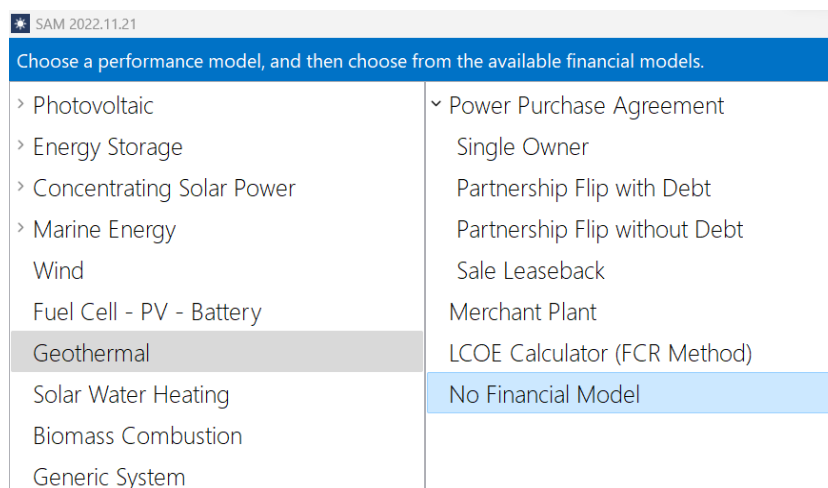 SAM 2022.11.21
Choose a performance model, and then choose from the available financial models.
Photovoltaic
Energy Storage
Concentrating Solar Power
Marine Energy
Wind
Fuel Cell - PV - Battery
Geothermal
Solar Water Heating
Biomass Combustion
Generic System
Power Purchase Agreement
Single Owner
Partnership Flip with Debt
Partnership Flip without Debt
Sale Leaseback
Merchant Plant
LCOE Calculator (FCR Method)
No Financial Model